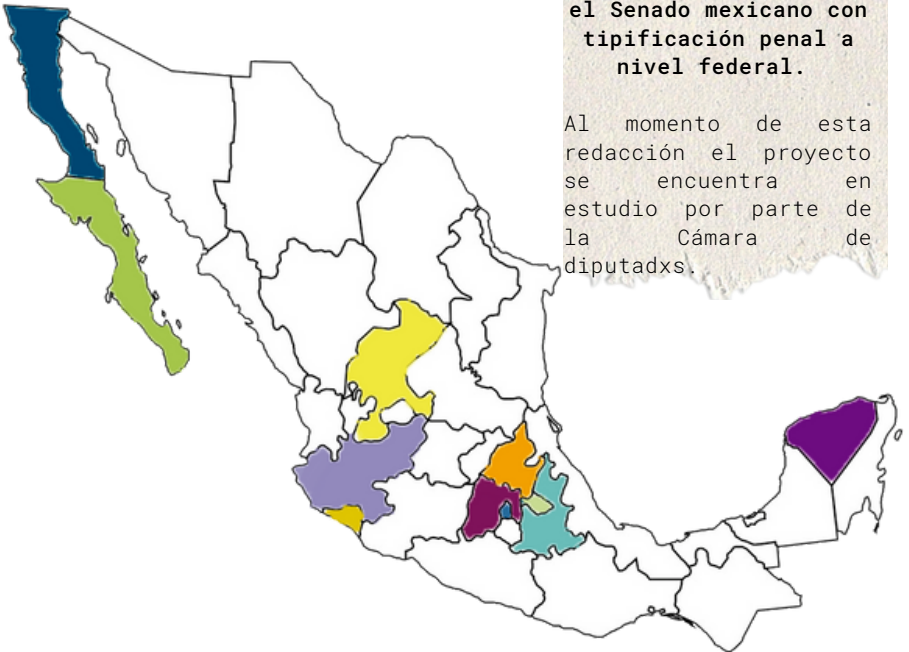 el Senado mexicano con
tipificación penal a
nivel federal.
Al momento de esta
redacción el proyecto
se encuentra en
estudio por parte de
la Cámara de
diputadxs.